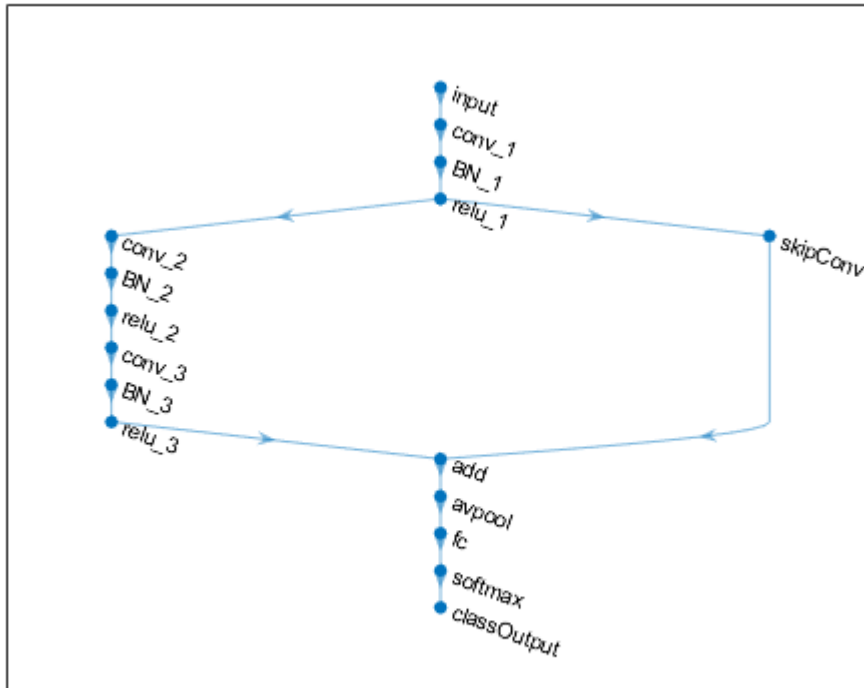 input
conv_1
BN_1
relu_1
conv_2
skipConv
BN_2
relu_2
conv_3
BN_3
relu_3
add
avpool
fc
softmax
classOutput